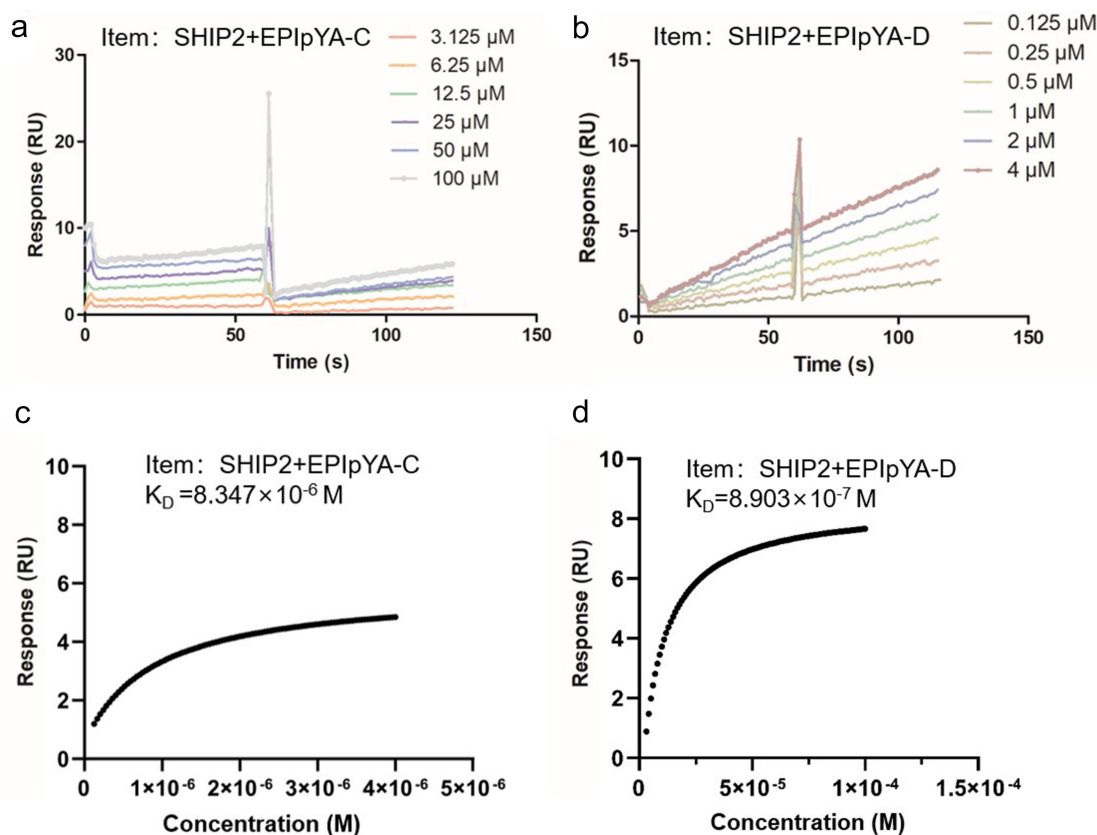 a
Item： SHIP2+EPIpYA-C
3.125 μM
6.25 μM
12.5 μM
25 μM
50 μM
100 μM
Response (RU)
30
20
10
0
0 50 100 150
Time (s)
b
Item： SHIP2+EPIpYA-D
0.125 μM
0.25 μM
0.5 μM
1 μM
2 μM
4 μM
Response (RU)
15
10
5
0
0 50 100 150
Time (s)
c
Item： SHIP2+EPIpYA-C
K_D =8.347×10⁻⁶ M
Response (RU)
10
8
6
4
2
0
0 1×10⁻⁶ 2×10⁻⁶ 3×10⁻⁶ 4×10⁻⁶ 5×10⁻⁶
Concentration (M)
d
Item： SHIP2+EPIpYA-D
K_D=8.903×10⁻⁷ M
Response (RU)
10
8
6
4
2
0
0 5×10⁻⁵ 1×10⁻⁴ 1.5×10⁻⁴
Concentration (M)